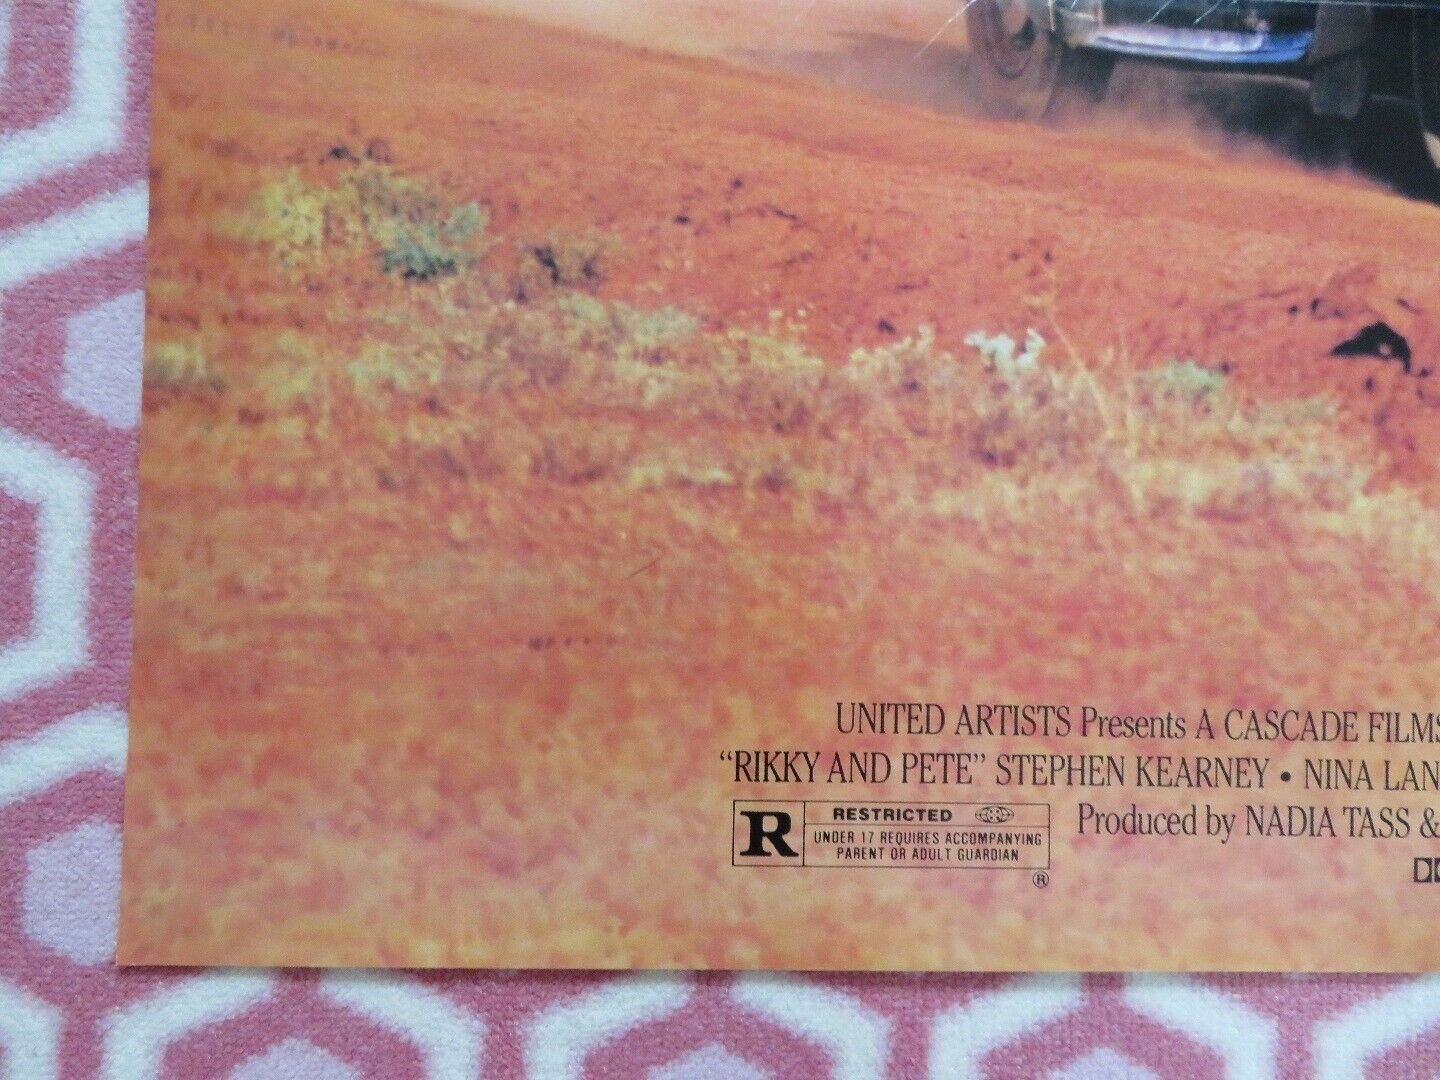 UNITED ARTISTS Presents A CASCADE FILMS
"RIKKY AND PETE" STEPHEN KEARNEY • NINA LAN
Produced by NADIA TASS &
R
RESTRICTED
UNDER 17 REQUIRES ACCOMPANYING
PARENT OR ADULT GUARDIAN
®